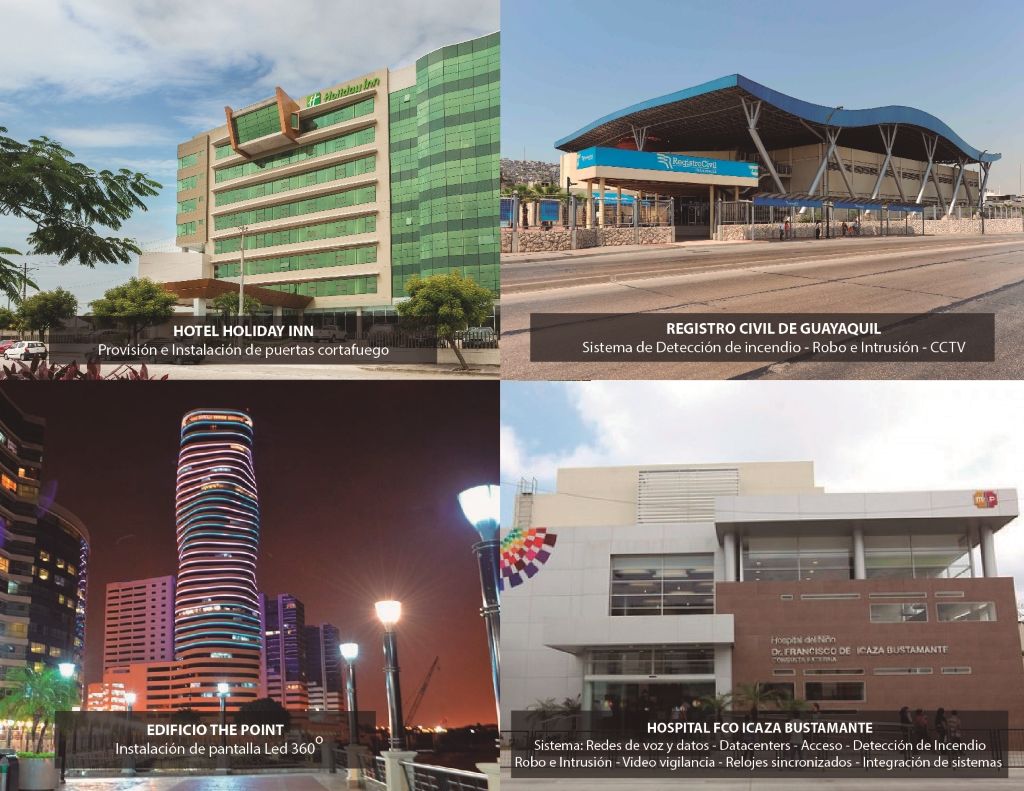 Holiday Inn
HOTEL HOLIDAY INN
Provisión e Instalación de puertas cortafuego
RegistroCivil
REGISTRO CIVIL DE GUAYAQUIL
Sistema de Detección de incendio - Robo e Intrusión - CCTV
EDIFICIO THE POINT
Instalación de pantalla Led 360°
Hospital del Niño
Dr. FRANCISCO DE ICAZA BUSTAMANTE
CONSULTA EXTERNA
HOSPITAL FCO ICAZA BUSTAMANTE
Sistema: Redes de voz y datos - Datacenters - Acceso - Detección de Incendio
Robo e Intrusión - Video vigilancia - Relojes sincronizados - Integración de sistemas